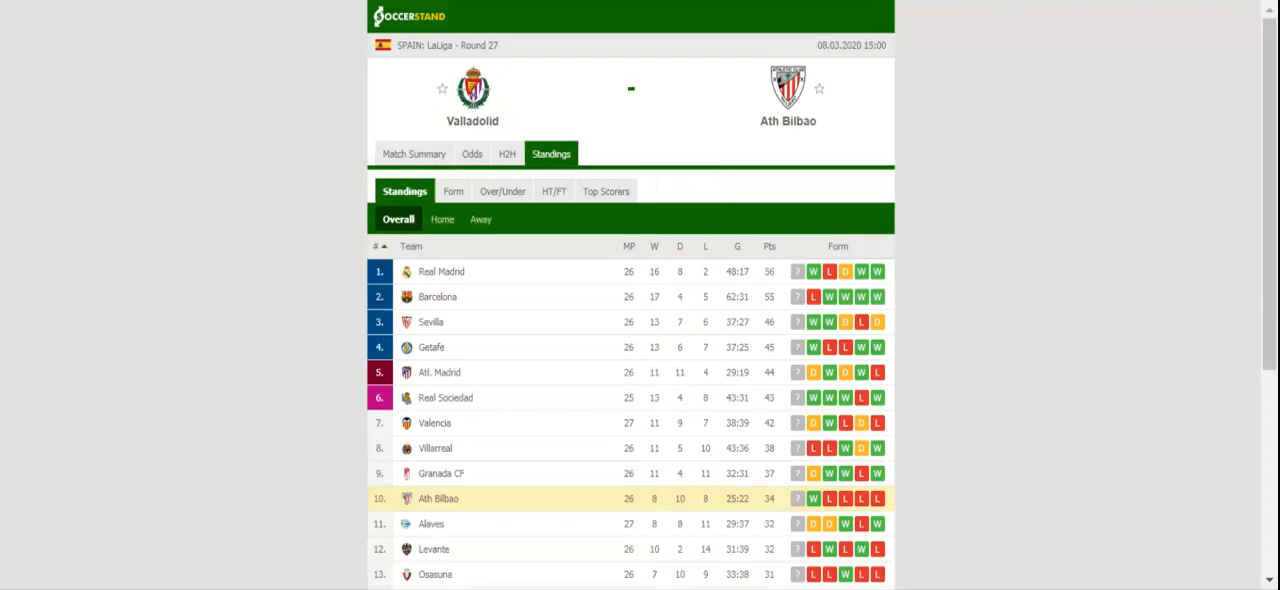 SOCCERSTAND
SPAIN: LaLiga - Round 27 08.03.2020 15:00
-
Valladolid Ath Bilbao
Match Summary Odds H2H Standings
Standings Form Over/Under HT/FT Top Scorers
Overall Home Away
# Team MP W D L G Pts Form
1. Real Madrid 26 16 8 2 48:17 56 ? W L D W W
2. Barcelona 26 17 4 5 62:31 55 ? L W W W W
3. Sevilla 26 13 7 6 37:27 46 ? W W D L D
4. Getafe 26 13 6 7 37:25 45 ? W L L W W
5. Atl. Madrid 26 11 11 4 29:19 44 ? D W D W L
6. Real Sociedad 25 13 4 8 43:31 43 ? W W W L W
7. Valencia 27 11 9 7 38:39 42 ? D W L D L
8. Villarreal 26 11 5 10 43:36 38 ? L L W D W
9. Granada CF 26 11 4 11 32:31 37 ? D W W L W
10. Ath Bilbao 26 8 10 8 25:22 34 ? W L L L L
11. Alaves 27 8 8 11 29:37 32 ? D D W L W
12. Levante 26 10 2 14 31:39 32 ? L W L W L
13. Osasuna 26 7 10 9 33:38 31 ? L L W L L